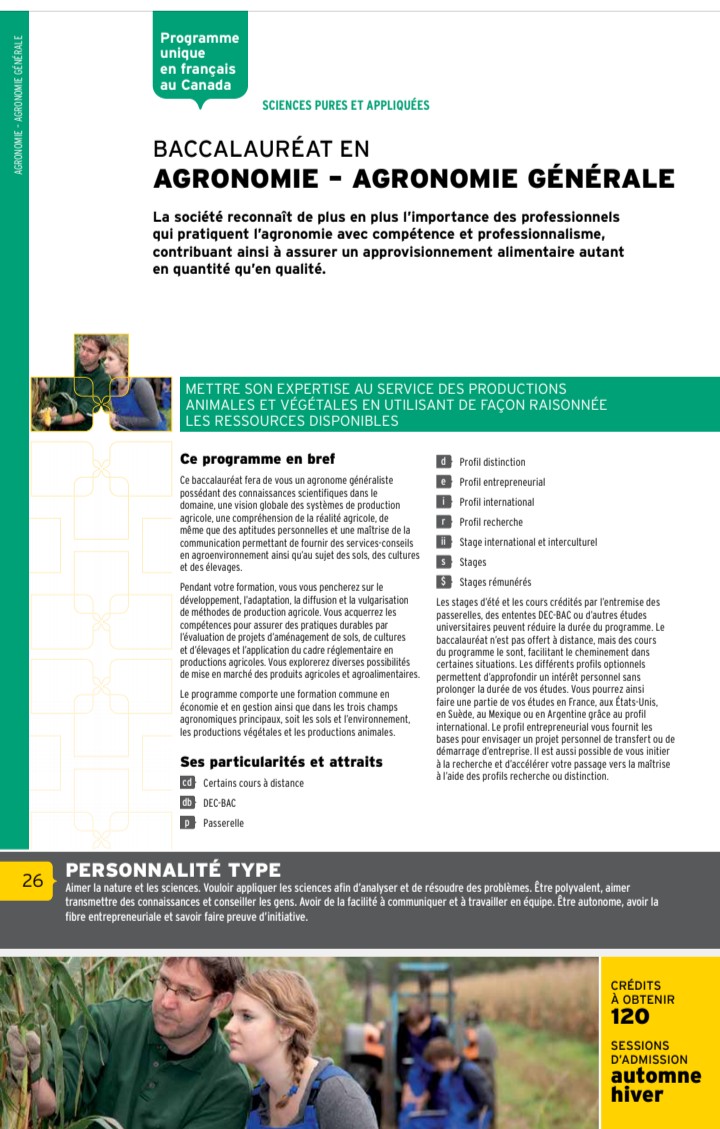 AGRONOMIE – AGRONOMIE GÉNÉRALE
Programme
unique
en français
au Canada
SCIENCES PURES ET APPLIQUÉES
BACCALAURÉAT EN
AGRONOMIE – AGRONOMIE GÉNÉRALE
La société reconnaît de plus en plus l'importance des professionnels
qui pratiquent l'agronomie avec compétence et professionnalisme,
contribuant ainsi à assurer un approvisionnement alimentaire autant
en quantité qu'en qualité.
METTRE SON EXPERTISE AU SERVICE DES PRODUCTIONS
ANIMALES ET VÉGÉTALES EN UTILISANT DE FAÇON RAISONNÉE
LES RESSOURCES DISPONIBLES
Ce programme en bref
Ce baccalauréat fera de vous un agronome généraliste
possédant des connaissances scientifiques dans le
domaine, une vision globale des systèmes de production
agricole, une compréhension de la réalité agricole, de
même que des aptitudes personnelles et une maîtrise de la
communication permettant de fournir des services-conseils
en agroenvironnement ainsi qu'au sujet des sols, des cultures
et des élevages.
Pendant votre formation, vous vous pencherez sur le
développement, l'adaptation, la diffusion et la vulgarisation
de méthodes de production agricole. Vous acquerrez les
compétences pour assurer des pratiques durables par
l'évaluation de projets d'aménagement de sols, de cultures
et d'élevages et l'application du cadre réglementaire en
productions agricoles. Vous explorerez diverses possibilités
de mise en marché des produits agricoles et agroalimentaires.
Le programme comporte une formation commune en
économie et en gestion ainsi que dans les trois champs
agronomiques principaux, soit les sols et l'environnement,
les productions végétales et les productions animales.
Ses particularités et attraits
cd Certains cours à distance
db DEC-BAC
p Passerelle
d Profil distinction
e Profil entrepreneurial
i Profil international
r Profil recherche
ii Stage international et interculturel
s Stages
$ Stages rémunérés
Les stages d'été et les cours crédités par l'entremise des
passerelles, des ententes DEC-BAC ou d'autres études
universitaires peuvent réduire la durée du programme. Le
baccalauréat n'est pas offert à distance, mais des cours
du programme le sont, facilitant le cheminement dans
certaines situations. Les différents profils optionnels
permettent d'approfondir un intérêt personnel sans
prolonger la durée de vos études. Vous pourrez ainsi
faire une partie de vos études en France, aux États-Unis,
en Suède, au Mexique ou en Argentine grâce au profil
international. Le profil entrepreneurial vous fournit les
bases pour envisager un projet personnel de transfert ou de
démarrage d'entreprise. Il est aussi possible de vous initier
à la recherche et d'accélérer votre passage vers la maîtrise
à l'aide des profils recherche ou distinction.
26
PERSONNALITÉ TYPE
Aimer la nature et les sciences. Vouloir appliquer les sciences afin d'analyser et de résoudre des problèmes. Être polyvalent, aimer
transmettre des connaissances et conseiller les gens. Avoir de la facilité à communiquer et à travailler en équipe. Être autonome, avoir la
fibre entrepreneuriale et savoir faire preuve d'initiative.
CRÉDITS
À OBTENIR
120
SESSIONS
D'ADMISSION
automne
hiver